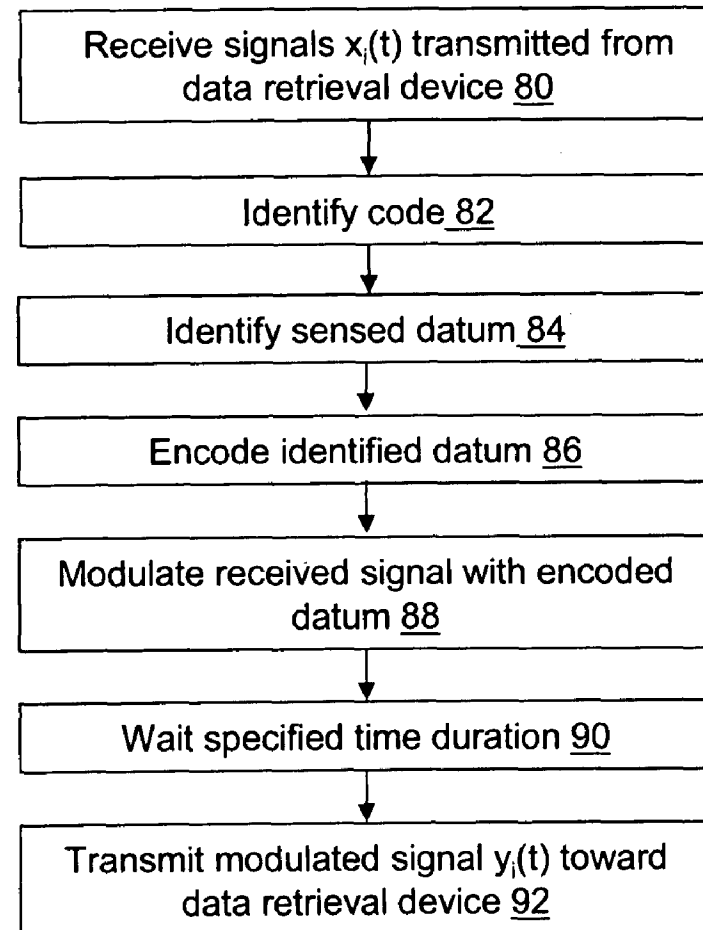 Receive signals xi(t) transmitted from
data retrieval device 80
Identify code 82
Identify sensed datum 84
Encode identified datum 86
Modulate received signal with encoded
datum 88
Wait specified time duration 90
Transmit modulated signal yi(t) toward
data retrieval device 92